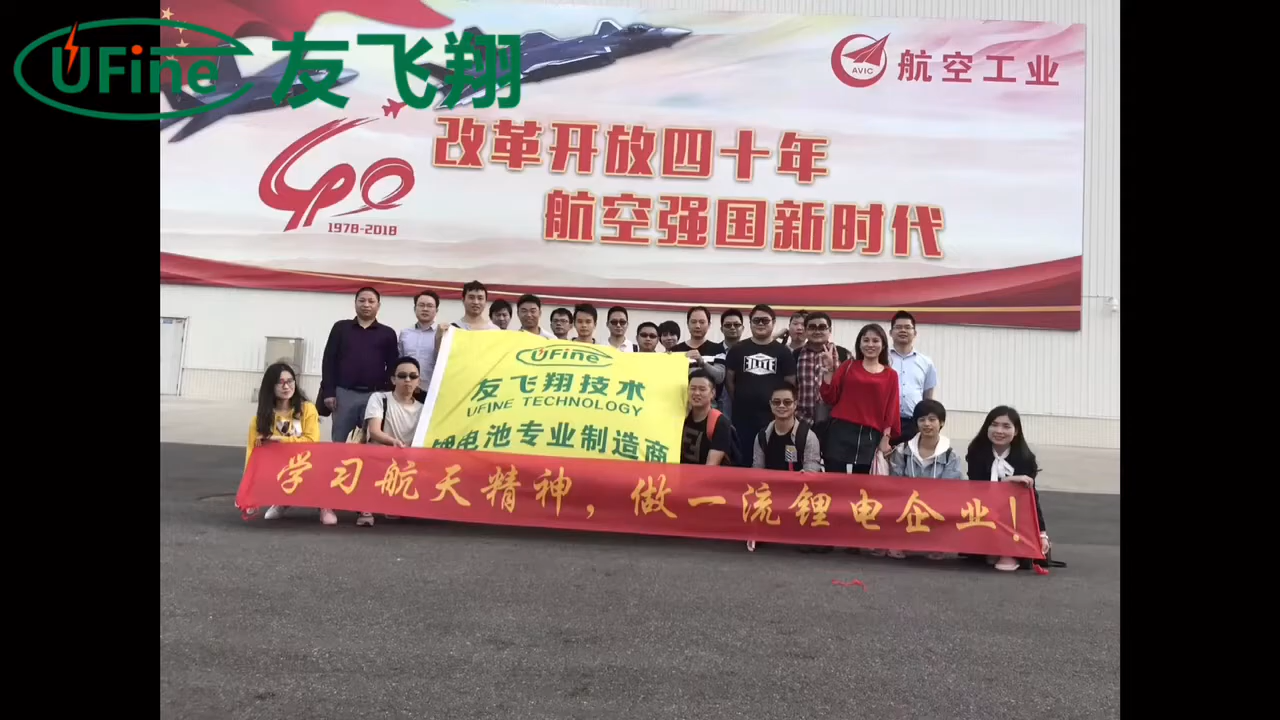 UFine 友飞翔
AVIC 航空工业
改革开放四十年
40
1978-2018
航空强国新时代
UFine
友飞翔技术
UFINE TECHNOLOGY
锂电池专业制造商
学习航天精神，做一流锂电企业！